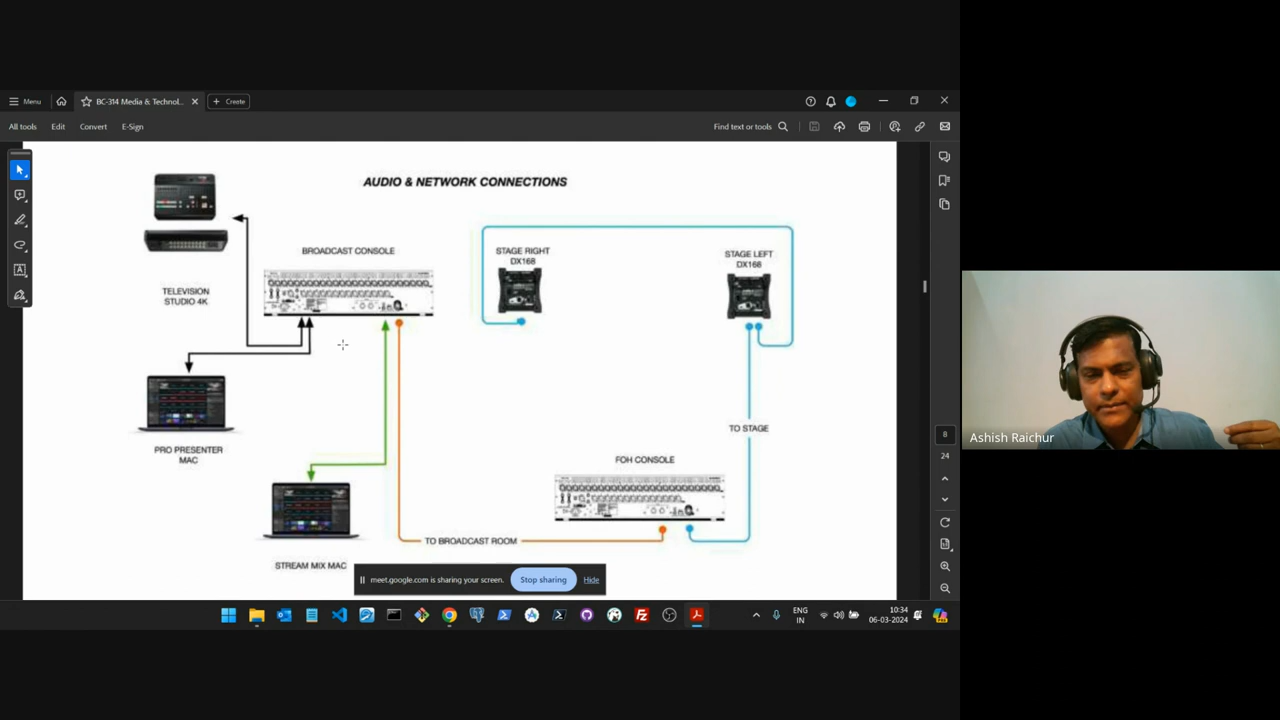 Menu
BC-314 Media & Technol...
Create
All tools
Edit
Convert
E-Sign
Find text or tools
AUDIO & NETWORK CONNECTIONS
TELEVISION
STUDIO 4K
BROADCAST CONSOLE
STAGE RIGHT
DX168
STAGE LEFT
DX168
PRO PRESENTER
MAC
TO STAGE
FOH CONSOLE
TO BROADCAST ROOM
STREAM MIX MAC
8
24
Ashish Raichur
meet.google.com is sharing your screen.
Stop sharing
Hide
ENG
IN
10:34
06-03-2024